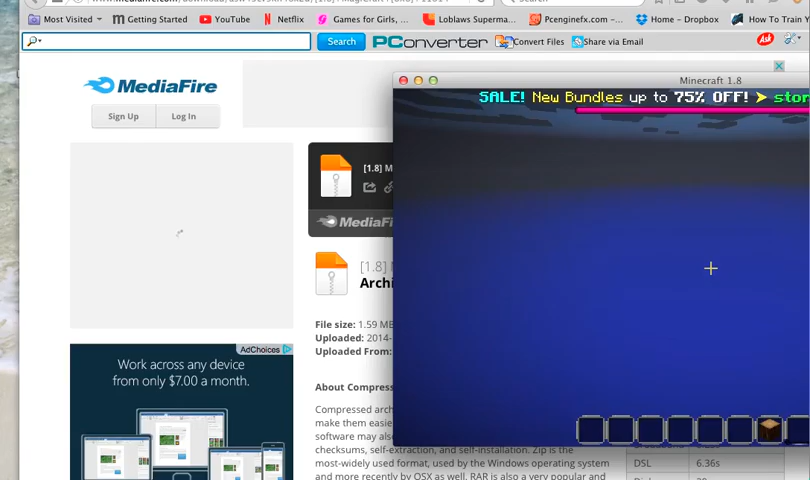 Most Visited
Getting Started
YouTube
Netflix
Games for Girls,...
Loblaws Superma...
Pcenginefx.com - ...
Home - Dropbox
How To Train Y
Search
PCONVERTER
Convert Files
Share via Email
Ask
MediaFire
Sign Up
Log In
Minecraft 1.8
SALE! New Bundles up to 75% OFF! ➤ stor
[1.8] M
MediaFi
[1.8]
Archi
File size: 1.59 MB
Uploaded: 2014-
Uploaded From:
AdChoices
Work across any device
from only $7.00 a month.
About Compres
Compressed arch
make them easie
software may als
checksums, self-extraction, and self-installation. Zip is the
most-widely used format, used by the Windows operating system
and more recently by OSX as well. RAR is also a very popular and
DSL 6.36s